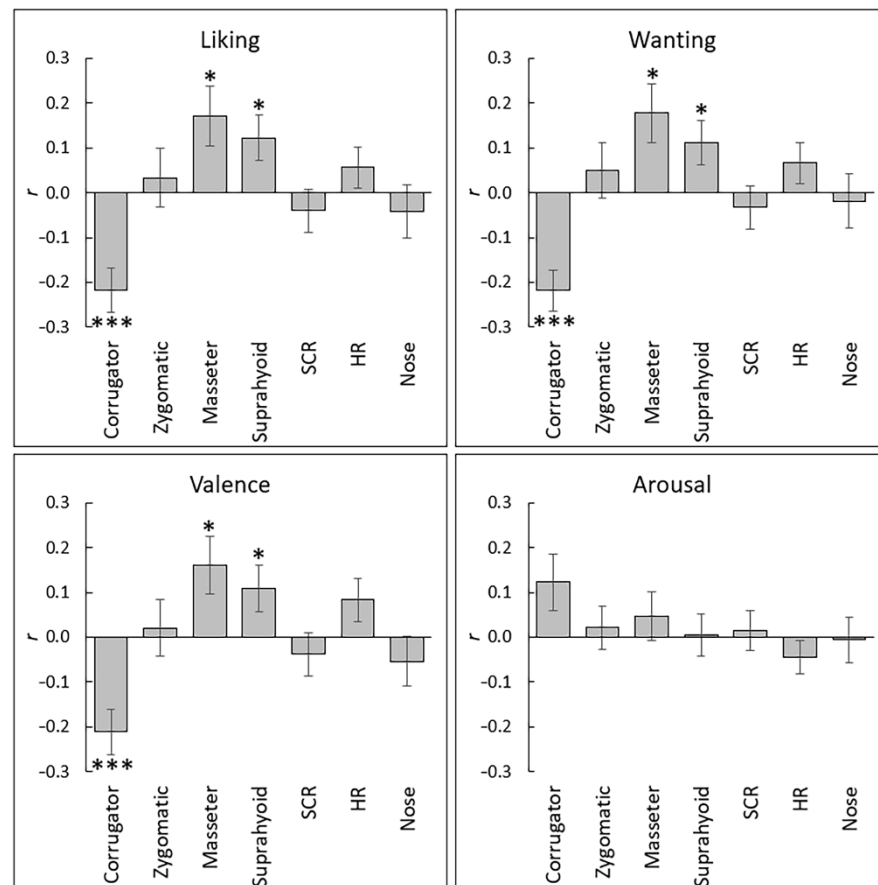 Liking
0.3
*
0.2
*
0.1
r
0.0
-0.1
-0.2
-0.3
***
Corrugator
Zygomatic
Masseter
Suprahyoid
SCR
HR
Nose
Wanting
0.3
*
0.2
*
0.1
r
0.0
-0.1
-0.2
-0.3
***
Corrugator
Zygomatic
Masseter
Suprahyoid
SCR
HR
Nose
Valence
0.3
*
0.2
*
0.1
r
0.0
-0.1
-0.2
-0.3
***
Corrugator
Zygomatic
Masseter
Suprahyoid
SCR
HR
Nose
Arousal
0.3
0.2
0.1
r
0.0
-0.1
-0.2
-0.3
Corrugator
Zygomatic
Masseter
Suprahyoid
SCR
HR
Nose